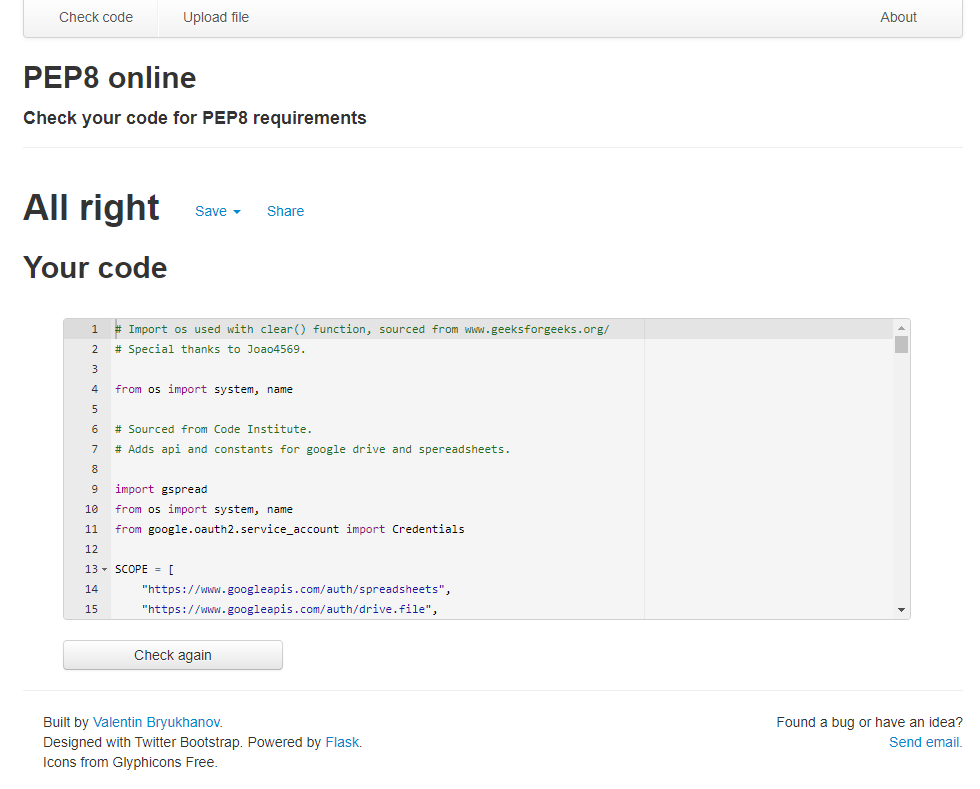 Check code Upload file About
PEP8 online
Check your code for PEP8 requirements
All right Save Share
Your code
1 # Import os used with clear() function, sourced from www.geeksforgeeks.org/
2 # Special thanks to Joao4569.
3
4 from os import system, name
5
6 # Sourced from Code Institute.
7 # Adds api and constants for google drive and spereadsheets.
8
9 import gspread
10 from os import system, name
11 from google.oauth2.service_account import Credentials
12
13 SCOPE = [
14 "https://www.googleapis.com/auth/spreadsheets",
15 "https://www.googleapis.com/auth/drive.file",
Check again
Built by Valentin Bryukhanov. Found a bug or have an idea?
Designed with Twitter Bootstrap. Powered by Flask. Send email.
Icons from Glyphicons Free.